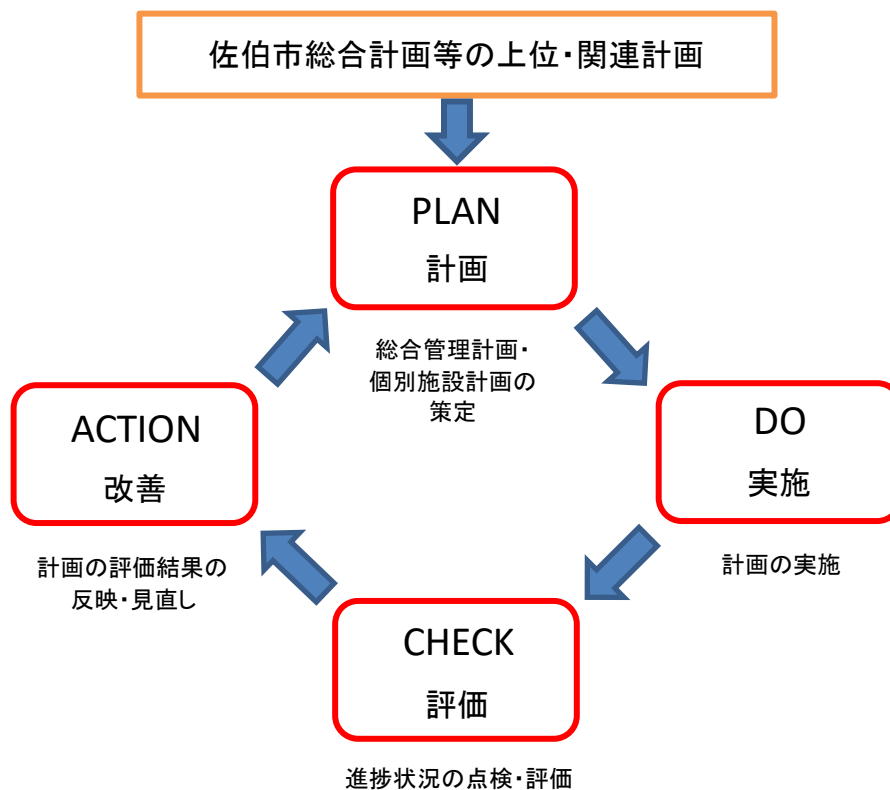 佐伯市総合計画等の上位・関連計画
PLAN
計画
総合管理計画・
個別施設計画の
策定
DO
実施
計画の実施
CHECK
評価
進捗状況の点検・評価
ACTION
改善
計画の評価結果の
反映・見直し